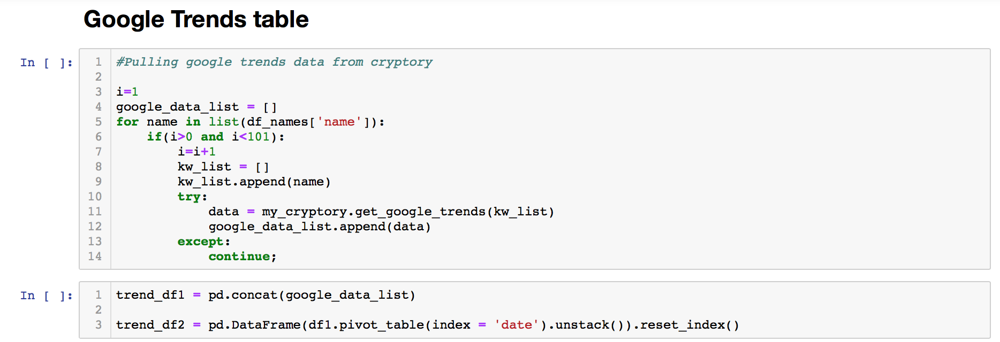 Google Trends table
In [ ]:
1 #Pulling google trends data from cryptory
2
3 i=1
4 google_data_list = []
5 for name in list(df_names['name']):
6     if(i>0 and i<101):
7         i=i+1
8         kw_list = []
9         kw_list.append(name)
10         try:
11             data = my_cryptory.get_google_trends(kw_list)
12             google_data_list.append(data)
13         except:
14             continue;
In [ ]:
1 trend_df1 = pd.concat(google_data_list)
2
3 trend_df2 = pd.DataFrame(df1.pivot_table(index = 'date').unstack()).reset_index()